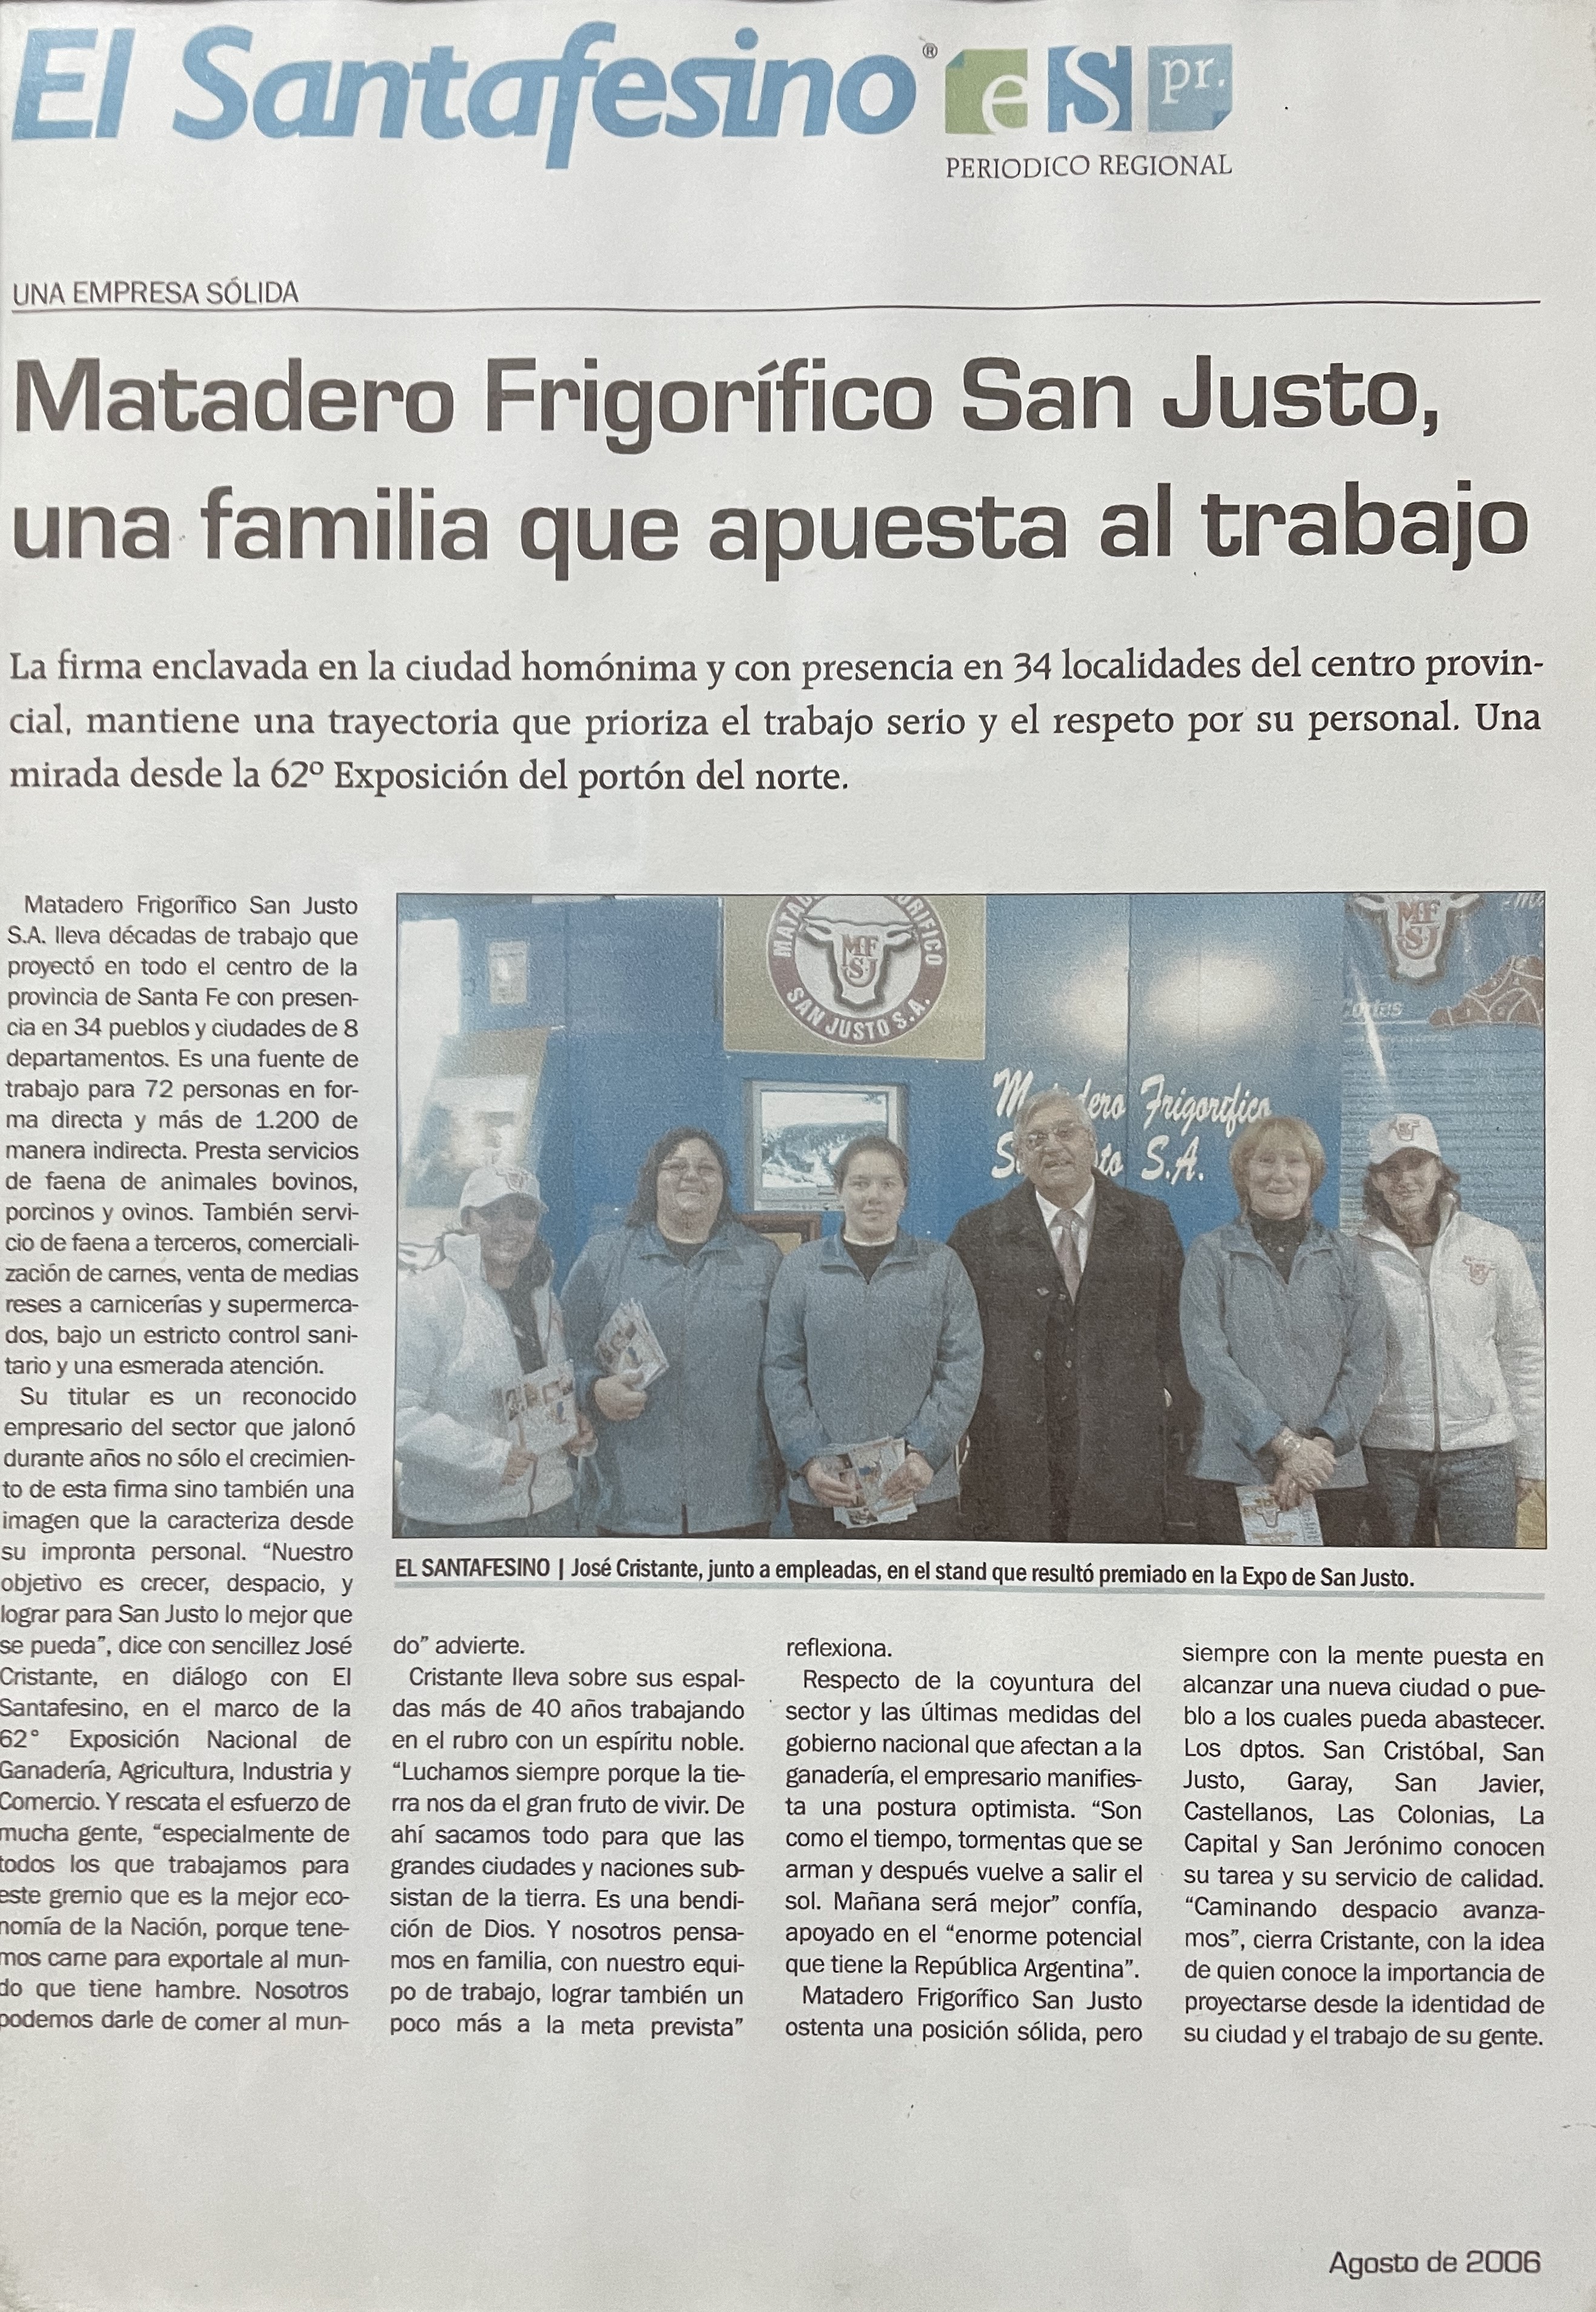 El Santafesino®
eS pr.
PERIODICO REGIONAL
UNA EMPRESA SÓLIDA
Matadero Frigorífico San Justo,
una familia que apuesta al trabajo
La firma enclavada en la ciudad homónima y con presencia en 34 localidades del centro provin-
cial, mantiene una trayectoria que prioriza el trabajo serio y el respeto por su personal. Una
mirada desde la 62º Exposición del portón del norte.
Matadero Frigorífico San Justo
S.A. lleva décadas de trabajo que
proyectó en todo el centro de la
provincia de Santa Fe con presen-
cia en 34 pueblos y ciudades de 8
departamentos. Es una fuente de
trabajo para 72 personas en for-
ma directa y más de 1.200 de
manera indirecta. Presta servicios
de faena de animales bovinos,
porcinos y ovinos. También servi-
cio de faena a terceros, comerciali-
zación de carnes, venta de medias
reses a carnicerías y supermerca-
dos, bajo un estricto control sani-
tario y una esmerada atención.
Su titular es un reconocido
empresario del sector que jalonó
durante años no sólo el crecimien-
to de esta firma sino también una
imagen que la caracteriza desde
su impronta personal. “Nuestro
objetivo es crecer, despacio, y
lograr para San Justo lo mejor que
se pueda”, dice con sencillez José
Cristante, en diálogo con El
Santafesino, en el marco de la
62° Exposición Nacional de
Ganadería, Agricultura, Industria y
Comercio. Y rescata el esfuerzo de
mucha gente, “especialmente de
todos los que trabajamos para
este gremio que es la mejor eco-
nomía de la Nación, porque tene-
mos carne para exportale al mun-
do que tiene hambre. Nosotros
podemos darle de comer al mun-
MFSJ
SAN JUSTO S.A.
MFSJ
Frigorífico
S.A.
EL SANTAFESINO | José Cristante, junto a empleadas, en el stand que resultó premiado en la Expo de San Justo.
do” advierte.
Cristante lleva sobre sus espal-
das más de 40 años trabajando
en el rubro con un espíritu noble.
“Luchamos siempre porque la tie-
rra nos da el gran fruto de vivir. De
ahí sacamos todo para que las
grandes ciudades y naciones sub-
sistan de la tierra. Es una bendi-
ción de Dios. Y nosotros pensa-
mos en familia, con nuestro equi-
po de trabajo, lograr también un
poco más a la meta prevista”
reflexiona.
Respecto de la coyuntura del
sector y las últimas medidas del
gobierno nacional que afectan a la
ganadería, el empresario manifies-
ta una postura optimista. “Son
como el tiempo, tormentas que se
arman y después vuelve a salir el
sol. Mañana será mejor” confía,
apoyado en el “enorme potencial
que tiene la República Argentina”.
Matadero Frigorífico San Justo
ostenta una posición sólida, pero
siempre con la mente puesta en
alcanzar una nueva ciudad o pue-
blo a los cuales pueda abastecer.
Los dptos. San Cristóbal, San
Justo, Garay, San Javier,
Castellanos, Las Colonias, La
Capital y San Jerónimo conocen
su tarea y su servicio de calidad.
“Caminando despacio avanza-
mos”, cierra Cristante, con la idea
de quien conoce la importancia de
proyectarse desde la identidad de
su ciudad y el trabajo de su gente.
Agosto de 2006